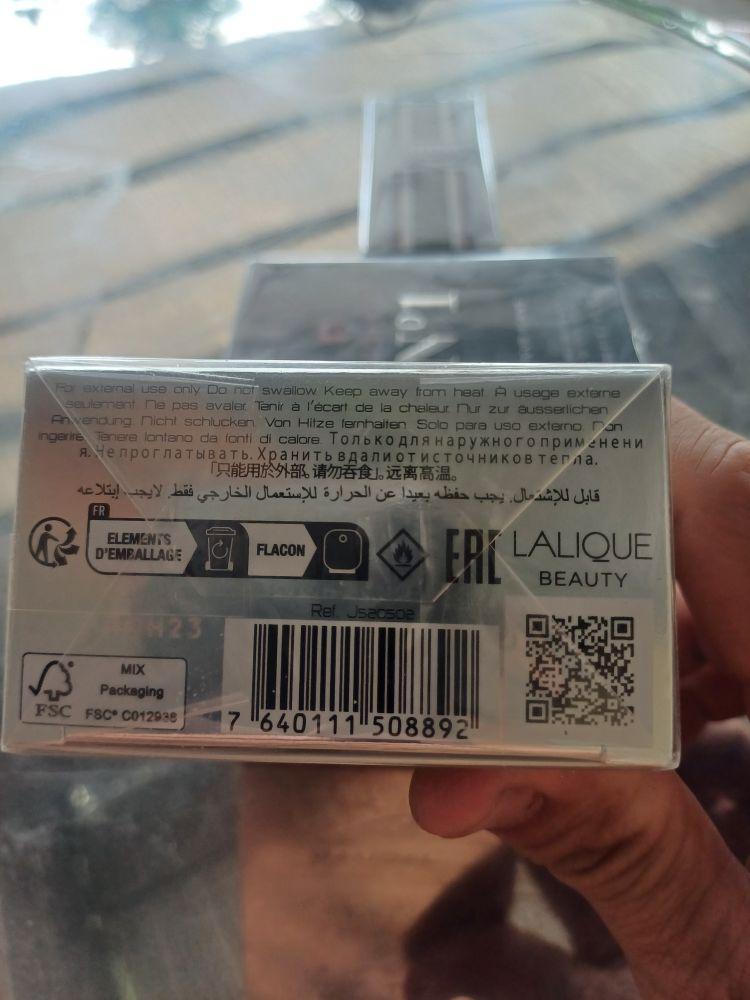 For external use only Do not swallow Keep away from heat. À usage externe
seulement. Ne pas avaler. Tenir à l'écart de la chaleur. Nur zur äusserlichen
Anwendung. Nicht schlucken. Von Hitze fernhalten. Solo para uso externo. Non
ingerire. Tenere lontano da fonti di calore. Только для наружного применени
я. Не проглатывать. Хранить вдали от источников тепла.
「只能用於外部。请勿吞食」。远离高温。
قابل للإشتعال. يجب حفظه بعيدا عن الحرارة للإستعمال الخارجي فقط. لايجب إبتلاعه
FR
ELEMENTS
D'EMBALLAGE
FLACON
EAC
LALIQUE
BEAUTY
Ref. Js20502
FSC
MIX
Packaging
FSC® C012938
7 640111 508892